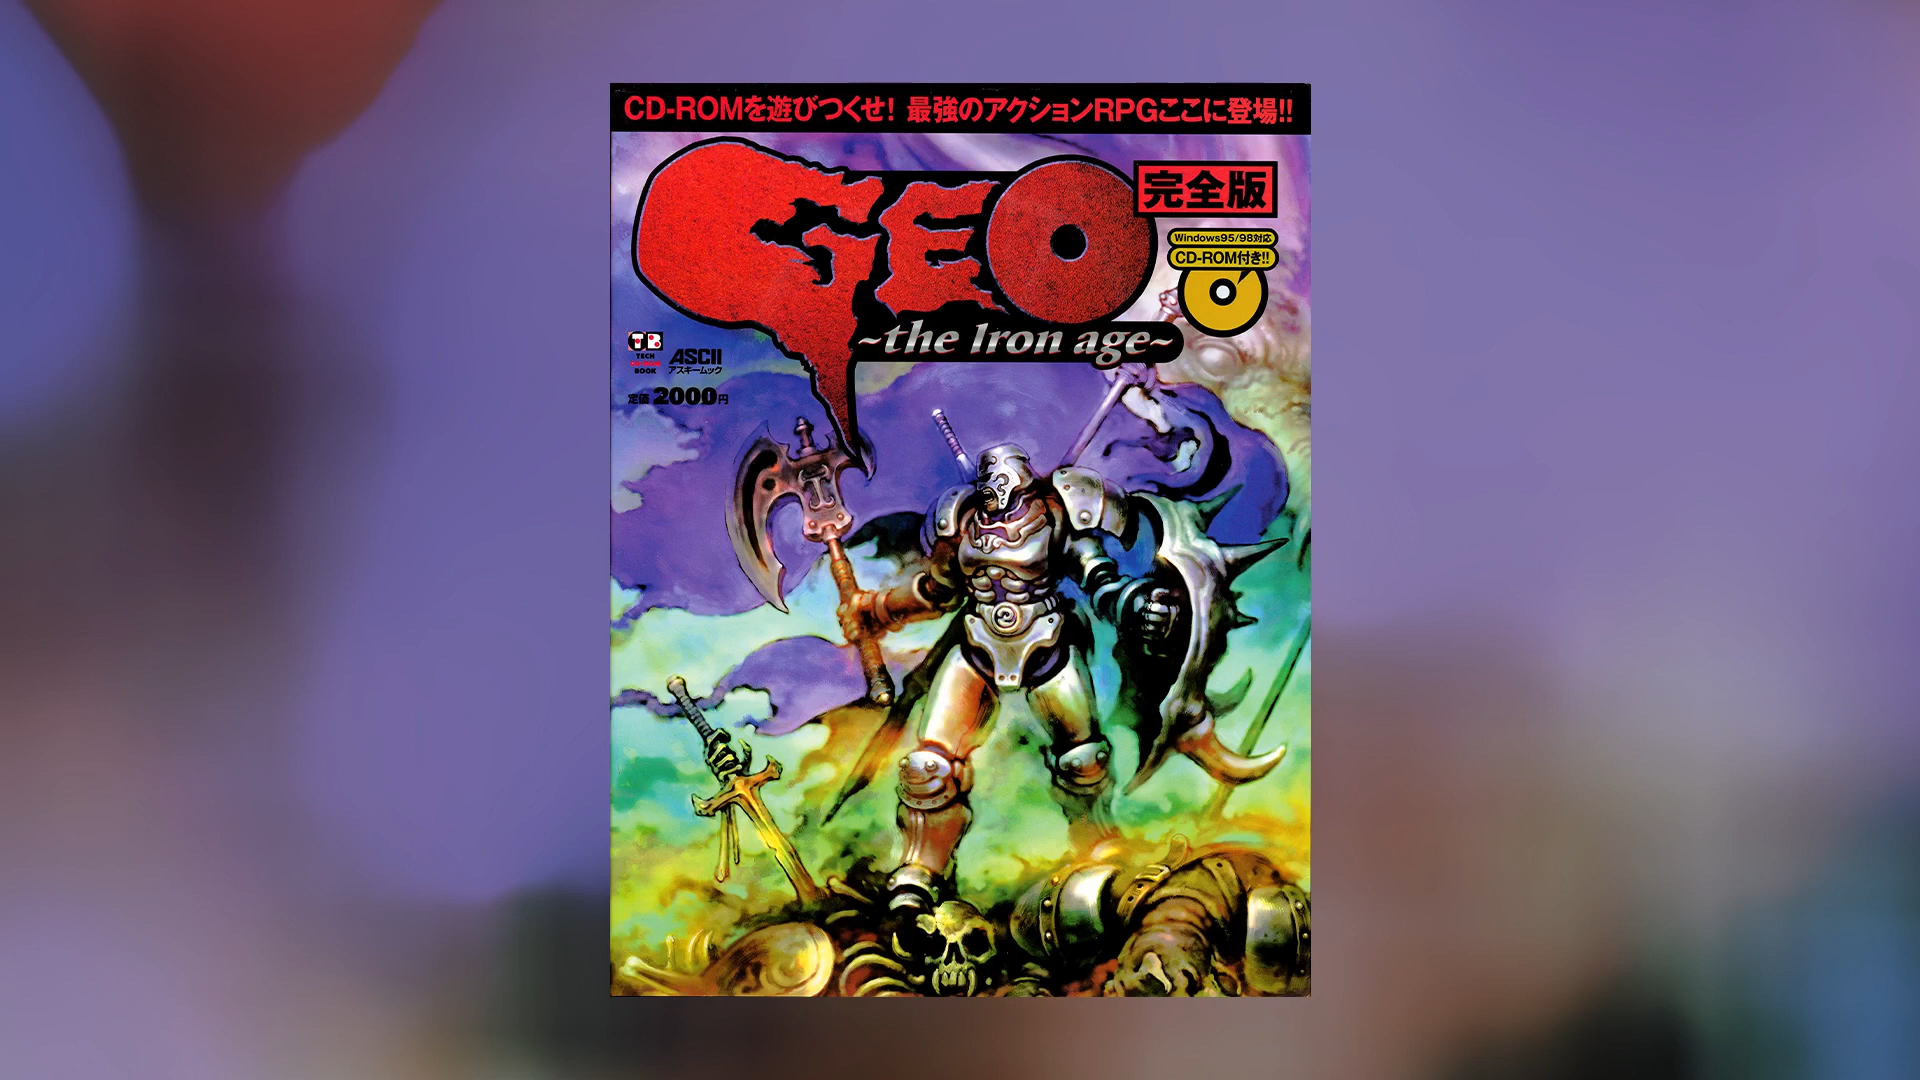 CD-ROMを遊びつくせ! 最強のアクションRPGここに登場!!
GEO
完全版
~the Iron age~
Windows95/98対応
CD-ROM付き!!
TB
TECH
BOOK
ASCII
アスキームック
定価2000円